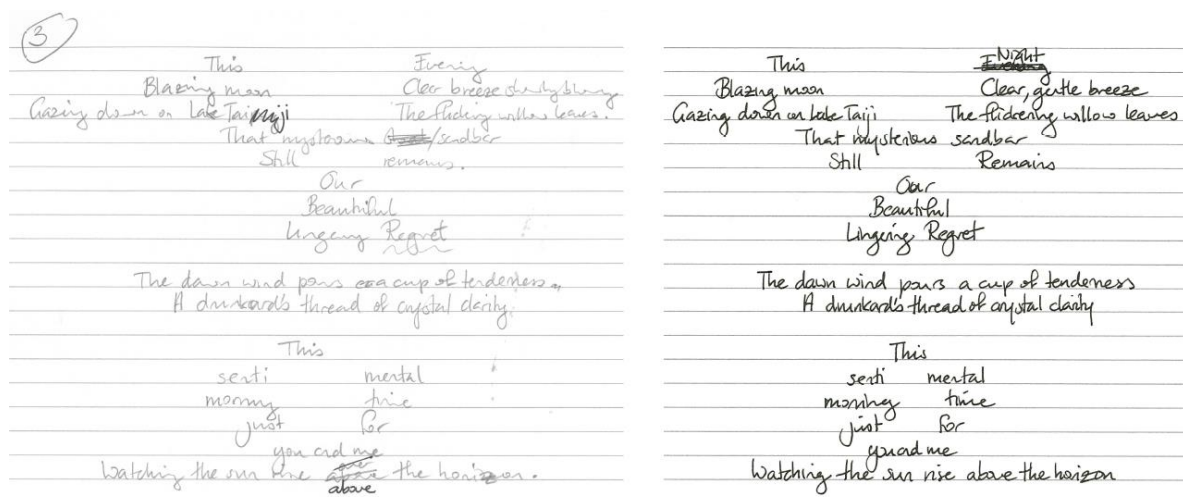 3
This Evening
Blazing moon Clear breeze
Gazing down on Lake Taiji The flickering willow leaves.
That mysterious /sandbar
Still remains.
Our
Beautiful
Lingering Regret
The dawn wind pours a cup of tenderness.
A drunkard's thread of crystal clarity.
This
senti mental
morning time
just for
you and me
Watching the sun rise above the horizon.
This Night
Blazing moon Clear, gentle breeze
Gazing down on Lake Taiji The flickering willow leaves
That mysterious sandbar
Still Remains
Our
Beautiful
Lingering Regret
The dawn wind pours a cup of tenderness
A drunkard's thread of crystal clarity
This
senti mental
morning time
just for
you and me
Watching the sun rise above the horizon